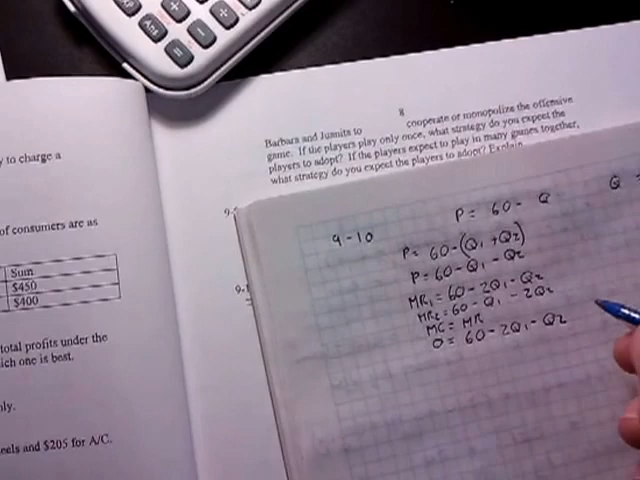 8
Barbara and Juanita to cooperate or monopolize the offensive
game. If the players play only once, what strategy do you expect the
players to adopt? If the players expect to play in many games together,
what strategy do you expect the players to adopt? Explain
y to charge a
of consumers are as
Sum
$450
$400
total profits under the
ich one is best.
nly.
eels and $205 for A/C.
9-
9-1
P = 60 - Q
Q =
9-10
P = 60-(Q1+Q2)
P = 60-Q1-Q2
MR1 = 60-2Q1-Q2
MR2 = 60-Q1-2Q2
MC = MR
0 = 60-2Q1-Q2
Ans
+
-
=